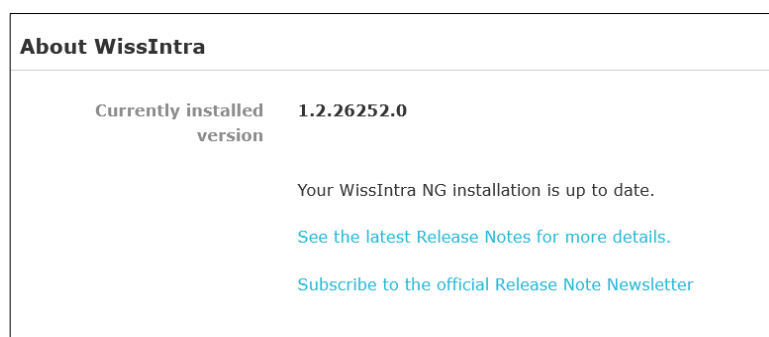 About WissIntra
Currently installed
version
1.2.26252.0
Your WissIntra NG installation is up to date.
See the latest Release Notes for more details.
Subscribe to the official Release Note Newsletter